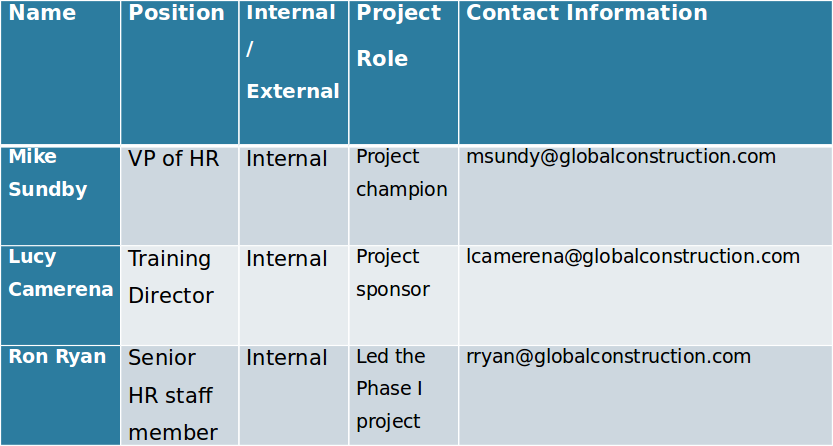 Name Position Internal / External Project Role Contact Information
Mike Sundby VP of HR Internal Project champion msundy@globalconstruction.com
Lucy Camerena Training Director Internal Project sponsor lcamerena@globalconstruction.com
Ron Ryan Senior HR staff member Internal Led the Phase I project rryan@globalconstruction.com